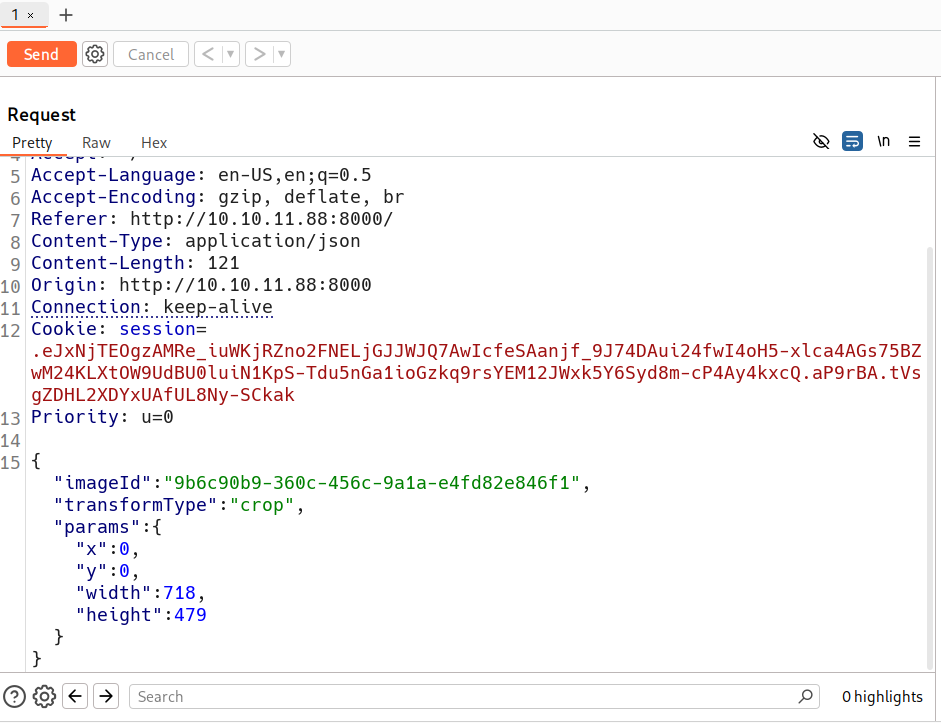 1 ×
Send
Cancel
Request
Pretty Raw Hex
\n
5 Accept-Language: en-US,en;q=0.5
6 Accept-Encoding: gzip, deflate, br
7 Referer: http://10.10.11.88:8000/
8 Content-Type: application/json
9 Content-Length: 121
10 Origin: http://10.10.11.88:8000
11 Connection: keep-alive
12 Cookie: session=
.eJxNjTEOgzAMRe_iuWKjRZno2FNELjGJJWJQ7AwIcfeSAanjf_9J74DAui24fwI4oH5-xlca4AGs75BZ
wM24KLXtOW9UdBU0luiN1KpS-Tdu5nGa1ioGzkq9rsYEM12JWxk5Y6Syd8m-cP4Ay4kxcQ.aP9rBA.tVs
gZDHL2XDYxUAfUL8Ny-SCkak
13 Priority: u=0
14
15 {
"imageId":"9b6c90b9-360c-456c-9a1a-e4fd82e846f1",
"transformType":"crop",
"params":{
"x":0,
"y":0,
"width":718,
"height":479
}
}
Search
0 highlights